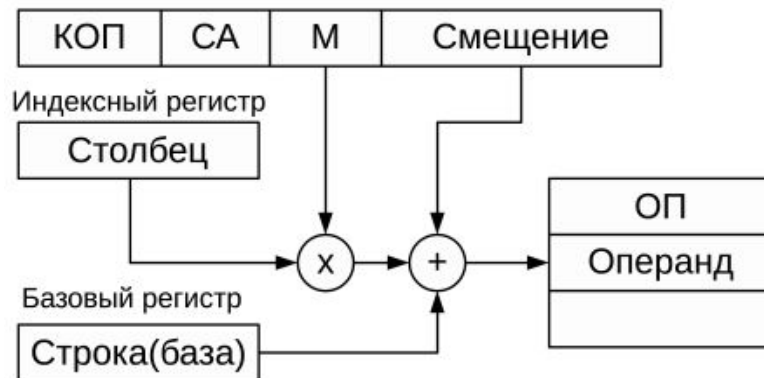 КОП СА М Смещение
Индексный регистр
Столбец
ОП
x + Операнд
Базовый регистр
Строка(база)